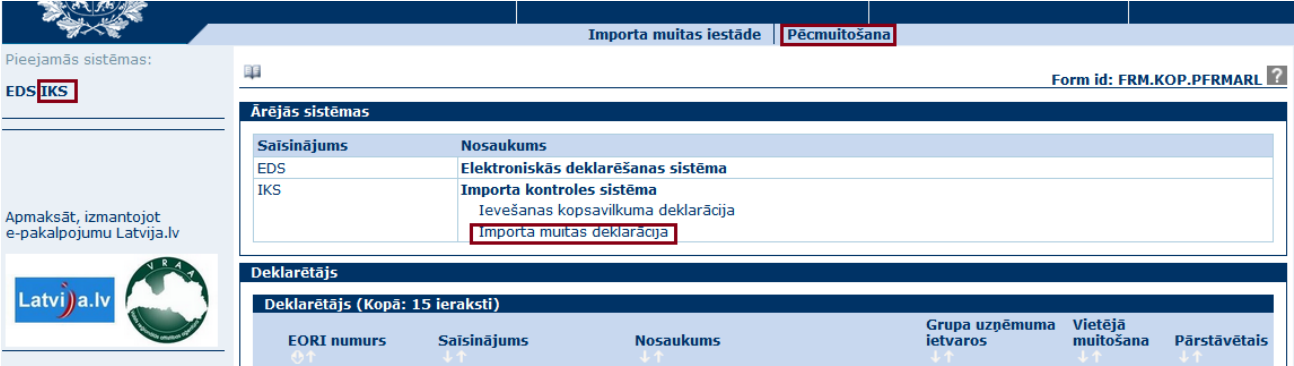 Importa muitas iestāde Pēcmuitošana
Pieejamās sistēmas:
EDS IKS
Form id: FRM.KOP.PFRMARL ?
Ārējās sistēmas
Saīsinājums Nosaukums
EDS Elektroniskās deklarēšanas sistēma
IKS Importa kontroles sistēma
Ievešanas kopsavilkuma deklarācija
Importa muitas deklarācija
Apmaksāt, izmantojot
e-pakalpojumu Latvija.lv
Latvija.lv
VRAA
Deklarētājs
Deklarētājs (Kopā: 15 ieraksti)
EORI numurs Saīsinājums Nosaukums Grupa uzņēmuma ietvaros Vietējā muitošana Pārstāvētais